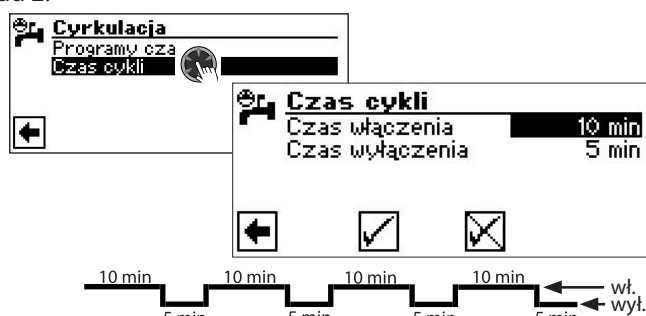 Cyrkulacja
Programy cza
Czas cykli
Czas cykli
Czas włączenia 10 min
Czas wyłączenia 5 min
10 min 10 min 10 min 10 min
wł.
wył.
5 min 5 min 5 min 5 min